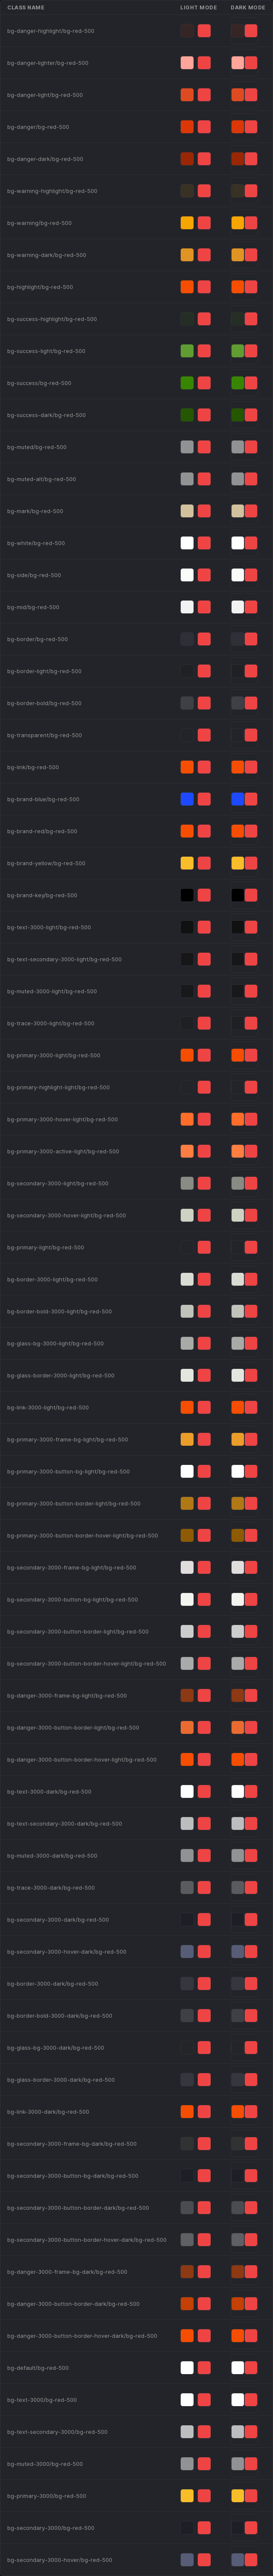 CLASS NAME LIGHT MODE DARK MODE
bg-danger-highlight/bg-red-500
bg-danger-lighter/bg-red-500
bg-danger-light/bg-red-500
bg-danger/bg-red-500
bg-danger-dark/bg-red-500
bg-warning-highlight/bg-red-500
bg-warning/bg-red-500
bg-warning-dark/bg-red-500
bg-highlight/bg-red-500
bg-success-highlight/bg-red-500
bg-success-light/bg-red-500
bg-success/bg-red-500
bg-success-dark/bg-red-500
bg-muted/bg-red-500
bg-muted-alt/bg-red-500
bg-mark/bg-red-500
bg-white/bg-red-500
bg-side/bg-red-500
bg-mid/bg-red-500
bg-border/bg-red-500
bg-border-light/bg-red-500
bg-border-bold/bg-red-500
bg-transparent/bg-red-500
bg-link/bg-red-500
bg-brand-blue/bg-red-500
bg-brand-red/bg-red-500
bg-brand-yellow/bg-red-500
bg-brand-key/bg-red-500
bg-text-3000-light/bg-red-500
bg-text-secondary-3000-light/bg-red-500
bg-muted-3000-light/bg-red-500
bg-trace-3000-light/bg-red-500
bg-primary-3000-light/bg-red-500
bg-primary-highlight-light/bg-red-500
bg-primary-3000-hover-light/bg-red-500
bg-primary-3000-active-light/bg-red-500
bg-secondary-3000-light/bg-red-500
bg-secondary-3000-hover-light/bg-red-500
bg-primary-light/bg-red-500
bg-border-3000-light/bg-red-500
bg-border-bold-3000-light/bg-red-500
bg-glass-bg-3000-light/bg-red-500
bg-glass-border-3000-light/bg-red-500
bg-link-3000-light/bg-red-500
bg-primary-3000-frame-bg-light/bg-red-500
bg-primary-3000-button-bg-light/bg-red-500
bg-primary-3000-button-border-light/bg-red-500
bg-primary-3000-button-border-hover-light/bg-red-500
bg-secondary-3000-frame-bg-light/bg-red-500
bg-secondary-3000-button-bg-light/bg-red-500
bg-secondary-3000-button-border-light/bg-red-500
bg-secondary-3000-button-border-hover-light/bg-red-500
bg-danger-3000-frame-bg-light/bg-red-500
bg-danger-3000-button-border-light/bg-red-500
bg-danger-3000-button-border-hover-light/bg-red-500
bg-text-3000-dark/bg-red-500
bg-text-secondary-3000-dark/bg-red-500
bg-muted-3000-dark/bg-red-500
bg-trace-3000-dark/bg-red-500
bg-secondary-3000-dark/bg-red-500
bg-secondary-3000-hover-dark/bg-red-500
bg-border-3000-dark/bg-red-500
bg-border-bold-3000-dark/bg-red-500
bg-glass-bg-3000-dark/bg-red-500
bg-glass-border-3000-dark/bg-red-500
bg-link-3000-dark/bg-red-500
bg-secondary-3000-frame-bg-dark/bg-red-500
bg-secondary-3000-button-bg-dark/bg-red-500
bg-secondary-3000-button-border-dark/bg-red-500
bg-secondary-3000-button-border-hover-dark/bg-red-500
bg-danger-3000-frame-bg-dark/bg-red-500
bg-danger-3000-button-border-dark/bg-red-500
bg-danger-3000-button-border-hover-dark/bg-red-500
bg-default/bg-red-500
bg-text-3000/bg-red-500
bg-text-secondary-3000/bg-red-500
bg-muted-3000/bg-red-500
bg-primary-3000/bg-red-500
bg-secondary-3000/bg-red-500
bg-secondary-3000-hover/bg-red-500